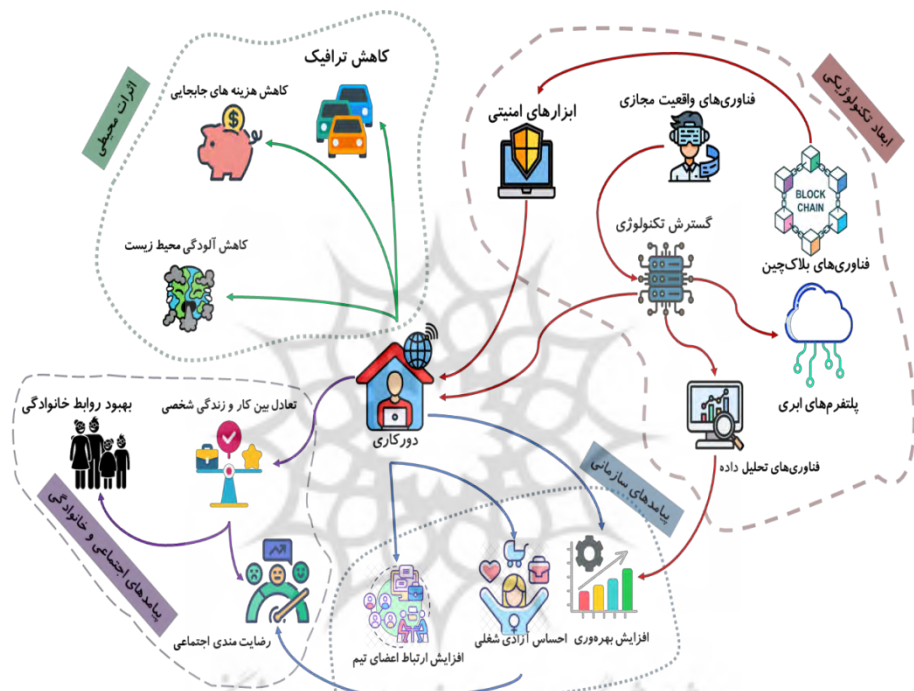 کاهش ترافیک
کاهش هزینه های جابجایی
اثرات محیطی
کاهش آلودگی محیط زیست
ابعاد تکنولوژیکی
فناوری‌های واقعیت مجازی
ابزارهای امنیتی
BLOCK
CHAIN
فناوری‌های بلاک‌چین
گسترش تکنولوژی
پلتفرم‌های ابری
فناوری‌های تحلیل داده
دورکاری
تعادل بین کار و زندگی شخصی
بهبود روابط خانوادگی
پیامدهای اجتماعی و خانوادگی
رضایت مندی اجتماعی
پیامدهای سازمانی
افزایش بهره‌وری
احساس آزادی شغلی
افزایش ارتباط اعضای تیم